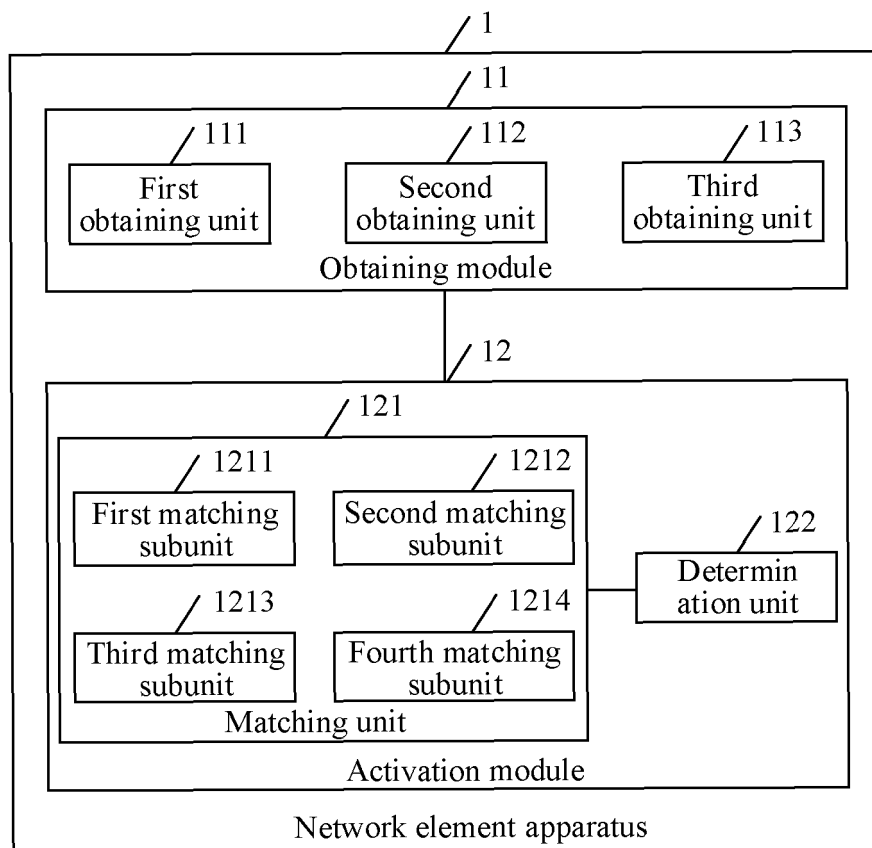 1
11
111
112
113
First
obtaining unit
Second
obtaining unit
Third
obtaining unit
Obtaining module
12
121
1211
1212
First matching
subunit
Second matching
subunit
122
Determin
ation unit
1213
1214
Third matching
subunit
Fourth matching
subunit
Matching unit
Activation module
Network element apparatus